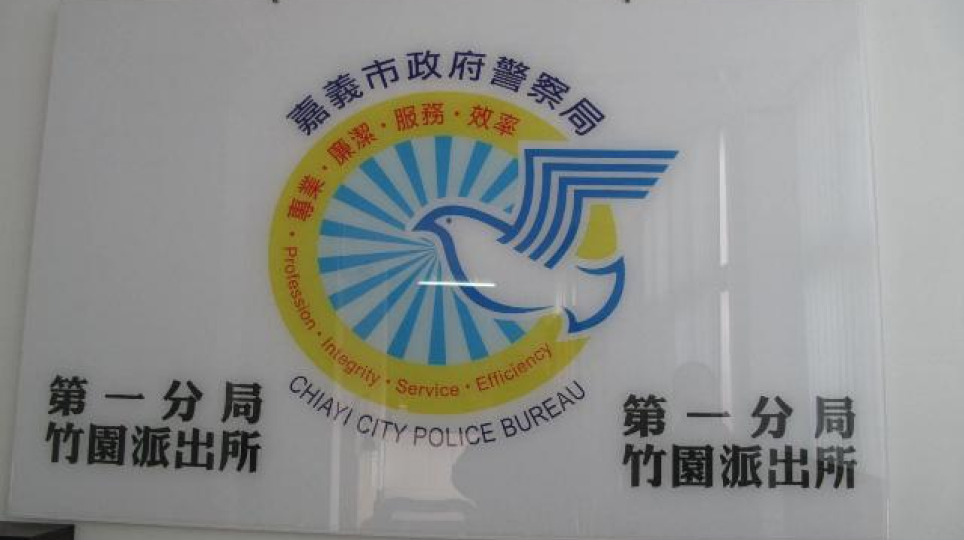 嘉義市政府警察局
專業·廉潔·服務·效率
Profession·Integrity·Service·Efficiency
CHIAYI CITY POLICE BUREAU
第一分局
竹園派出所
第一分局
竹園派出所